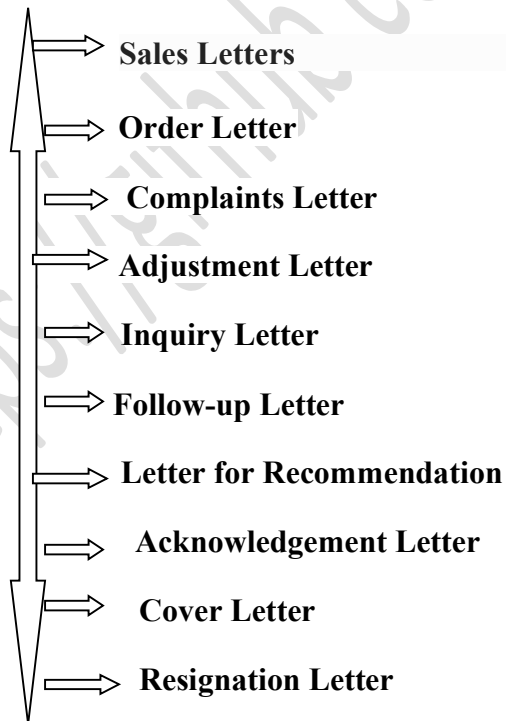 Sales Letters
Order Letter
Complaints Letter
Adjustment Letter
Inquiry Letter
Follow-up Letter
Letter for Recommendation
Acknowledgement Letter
Cover Letter
Resignation Letter